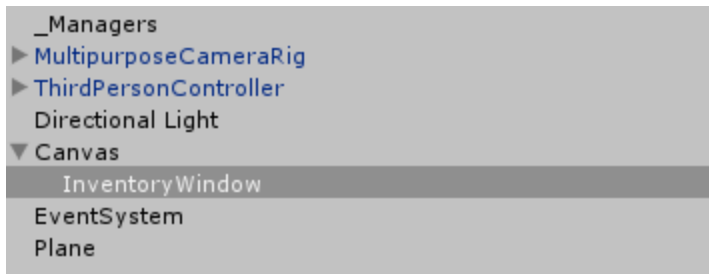 _Managers
MultipurposeCameraRig
ThirdPersonController
Directional Light
Canvas
InventoryWindow
EventSystem
Plane